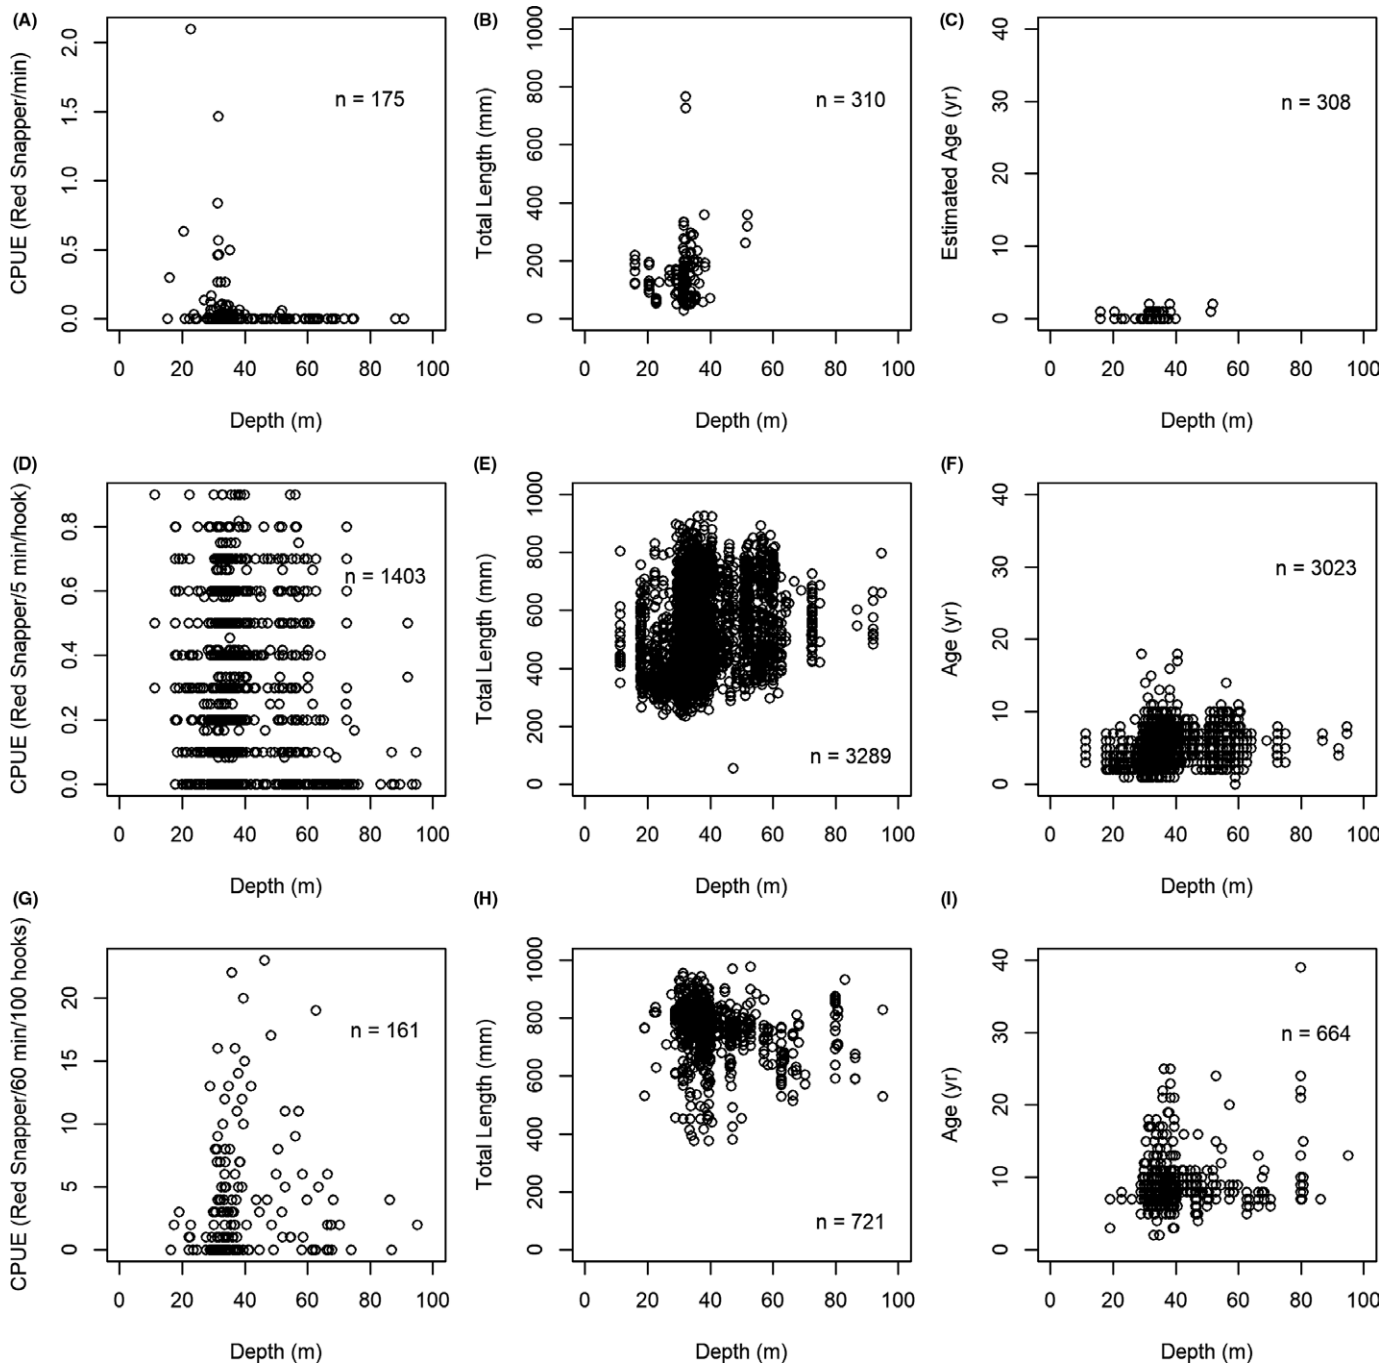 (A)
CPUE (Red Snapper/min)
2.0
1.5
1.0
0.5
0.0
n = 175
0 20 40 60 80 100
Depth (m)
(B)
Total Length (mm)
1000
800
600
400
200
0
n = 310
0 20 40 60 80 100
Depth (m)
(C)
Estimated Age (yr)
40
30
20
10
0
n = 308
0 20 40 60 80 100
Depth (m)
(D)
CPUE (Red Snapper/5 min/hook)
0.8
0.6
0.4
0.2
0.0
n = 1403
0 20 40 60 80 100
Depth (m)
(E)
Total Length (mm)
1000
800
600
400
200
0
n = 3289
0 20 40 60 80 100
Depth (m)
(F)
Age (yr)
40
30
20
10
0
n = 3023
0 20 40 60 80 100
Depth (m)
(G)
CPUE (Red Snapper/60 min/100 hooks)
20
15
10
5
0
n = 161
0 20 40 60 80 100
Depth (m)
(H)
Total Length (mm)
1000
800
600
400
200
0
n = 721
0 20 40 60 80 100
Depth (m)
(I)
Age (yr)
40
30
20
10
0
n = 664
0 20 40 60 80 100
Depth (m)